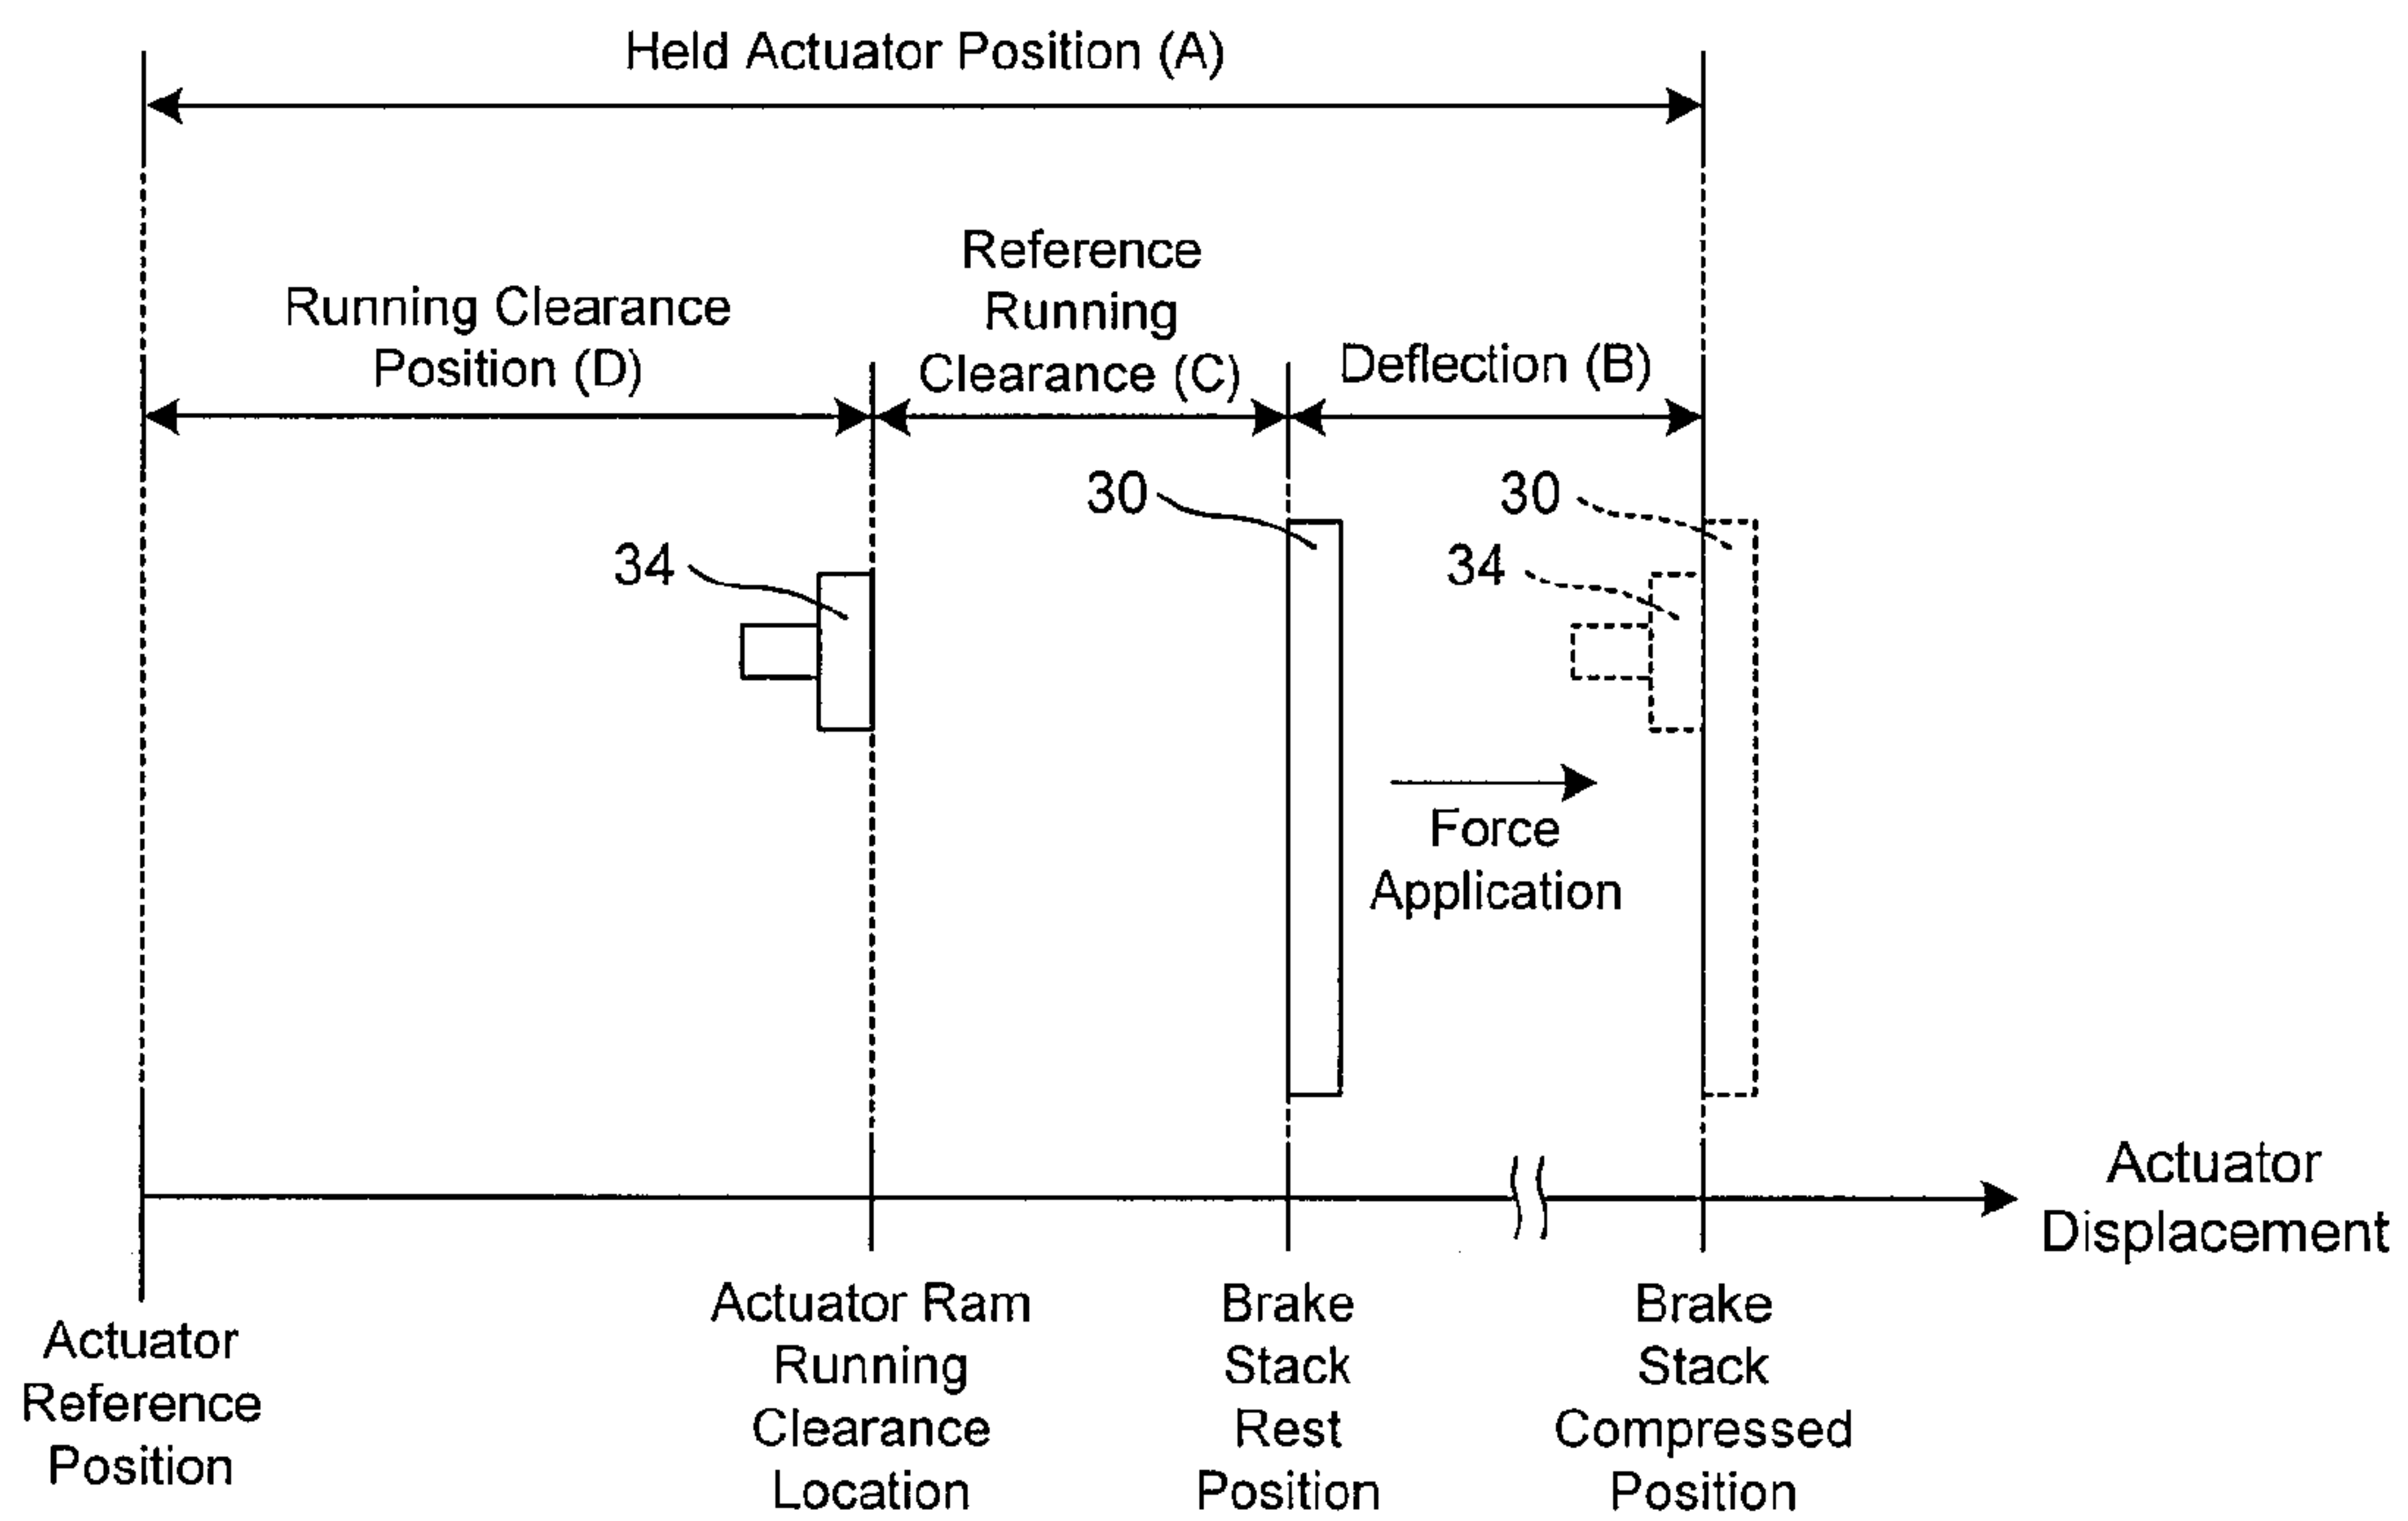 Held Actuator Position (A)
Reference
Running
Clearance (C)
Running Clearance
Position (D)
Deflection (B)
30
30
34
34
Force
Application
Actuator
Displacement
Actuator
Reference
Position
Actuator Ram
Running
Clearance
Location
Brake
Stack
Rest
Position
Brake
Stack
Compressed
Position